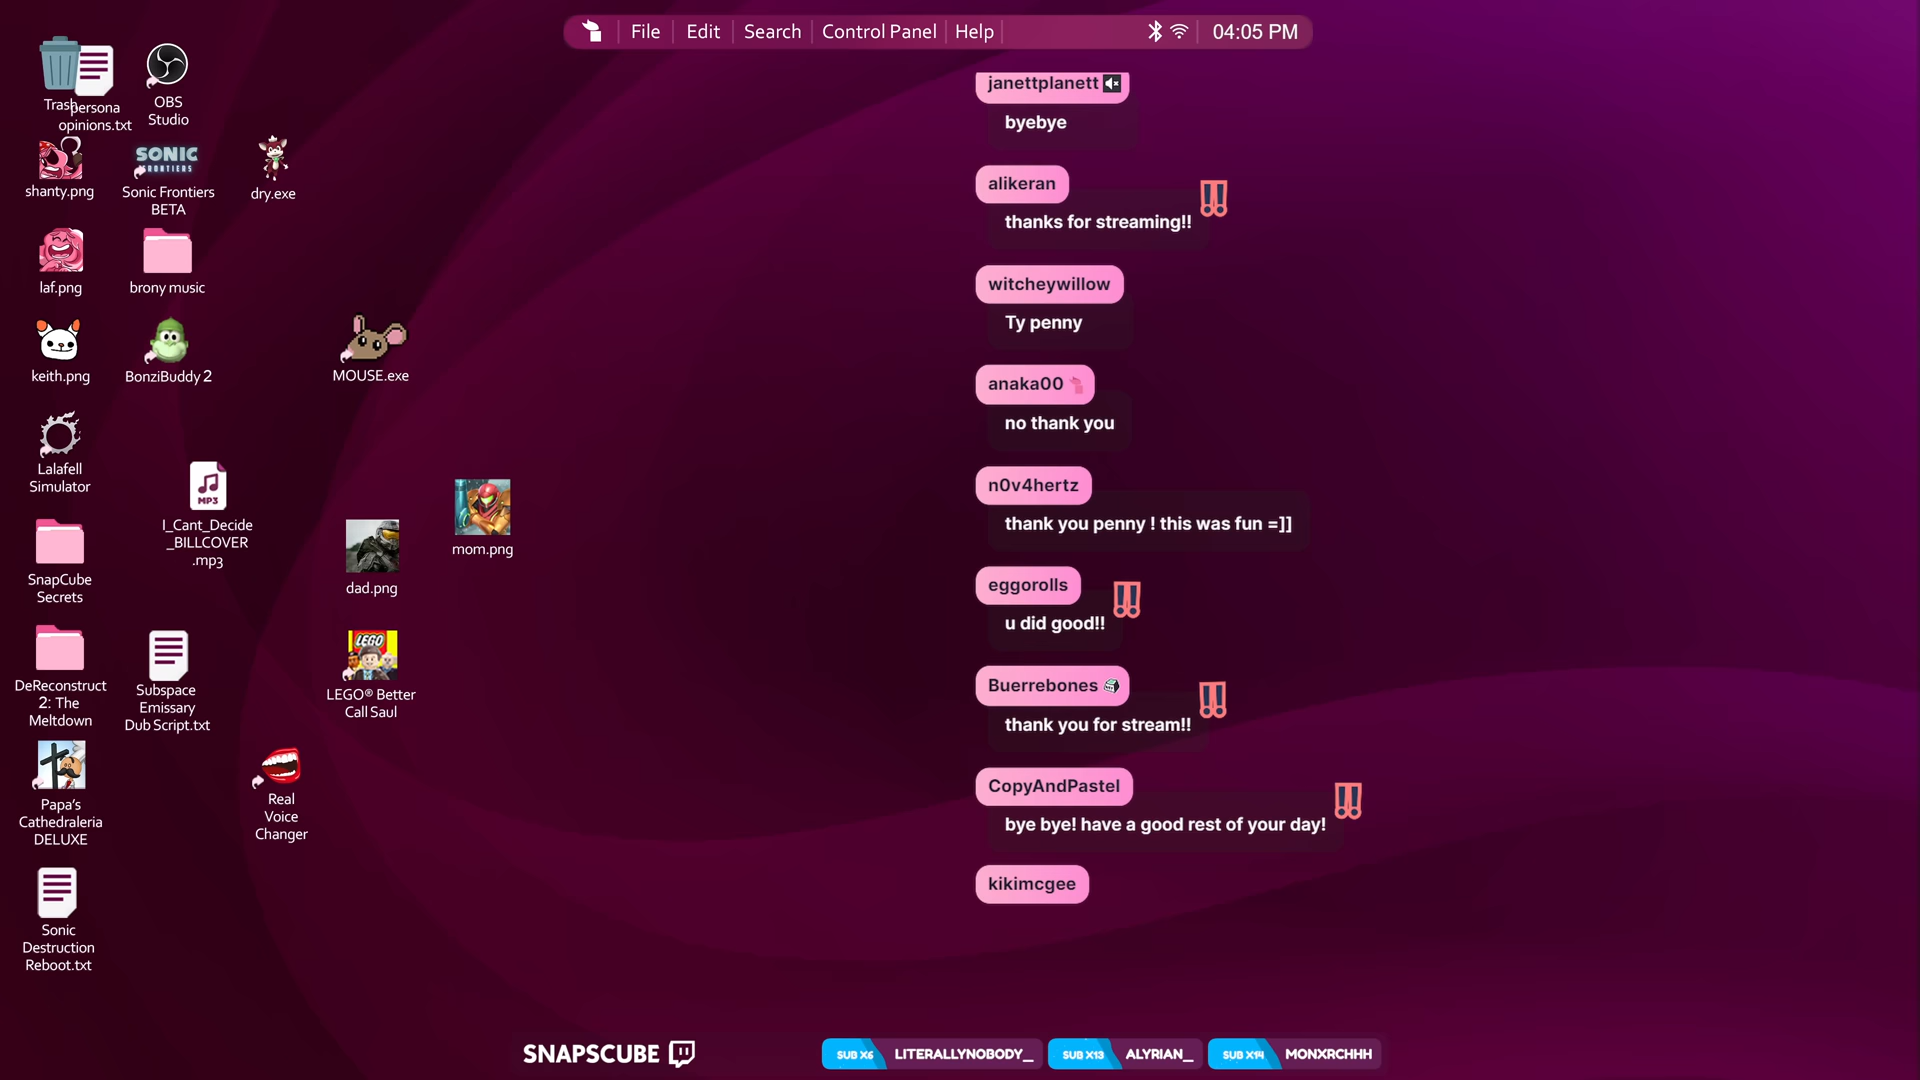 File Edit Search Control Panel Help 04:05 PM
Trash
persona
opinions.txt
OBS
Studio
shanty.png
SONIC
FRONTIERS
Sonic Frontiers
BETA
dry.exe
laf.png
brony music
keith.png
BonziBuddy 2
MOUSE.exe
Lalafell
Simulator
MP3
I_Cant_Decide
_BILLCOVER
.mp3
mom.png
dad.png
SnapCube
Secrets
DeReconstruct
2: The
Meltdown
Subspace
Emissary
Dub Script.txt
LEGO
LEGO® Better
Call Saul
Papa's
Cathedraleria
DELUXE
Real
Voice
Changer
Sonic
Destruction
Reboot.txt
janettplanett
byebye
alikeran
thanks for streaming!!
witcheywillow
Ty penny
anaka00
no thank you
n0v4hertz
thank you penny ! this was fun =]]
eggorolls
u did good!!
Buerrebones
thank you for stream!!
CopyAndPastel
bye bye! have a good rest of your day!
kikimcgee
SNAPSCUBE
SUB X6 LITERALLYNOBODY_
SUB X13 ALYRIAN_
SUB X14 MONXRCHHH